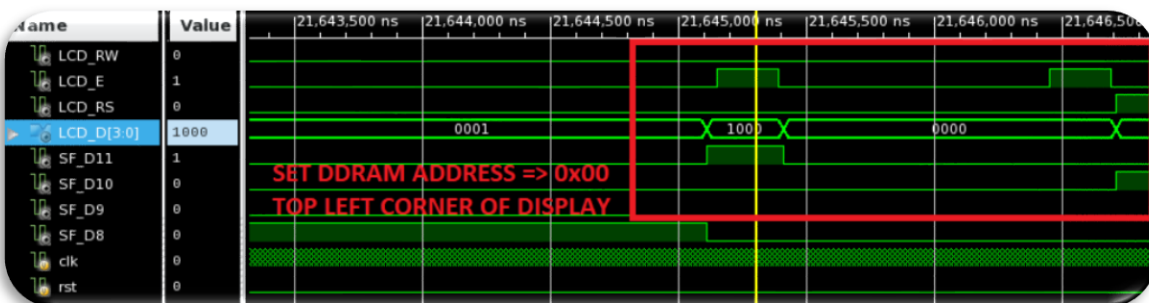 Name Value 21,643,500 ns 21,644,000 ns 21,644,500 ns 21,645,000 ns 21,645,500 ns 21,646,000 ns
LCD_RW 0
LCD_E 1
LCD_RS 0
LCD_D[3:0] 1000 0001 1000 0000
SF_D11 1
SET DDRAM ADDRESS => 0x00
SF_D10 0
TOP LEFT CORNER OF DISPLAY
SF_D9 0
SF_D8 0
clk 0
rst 0